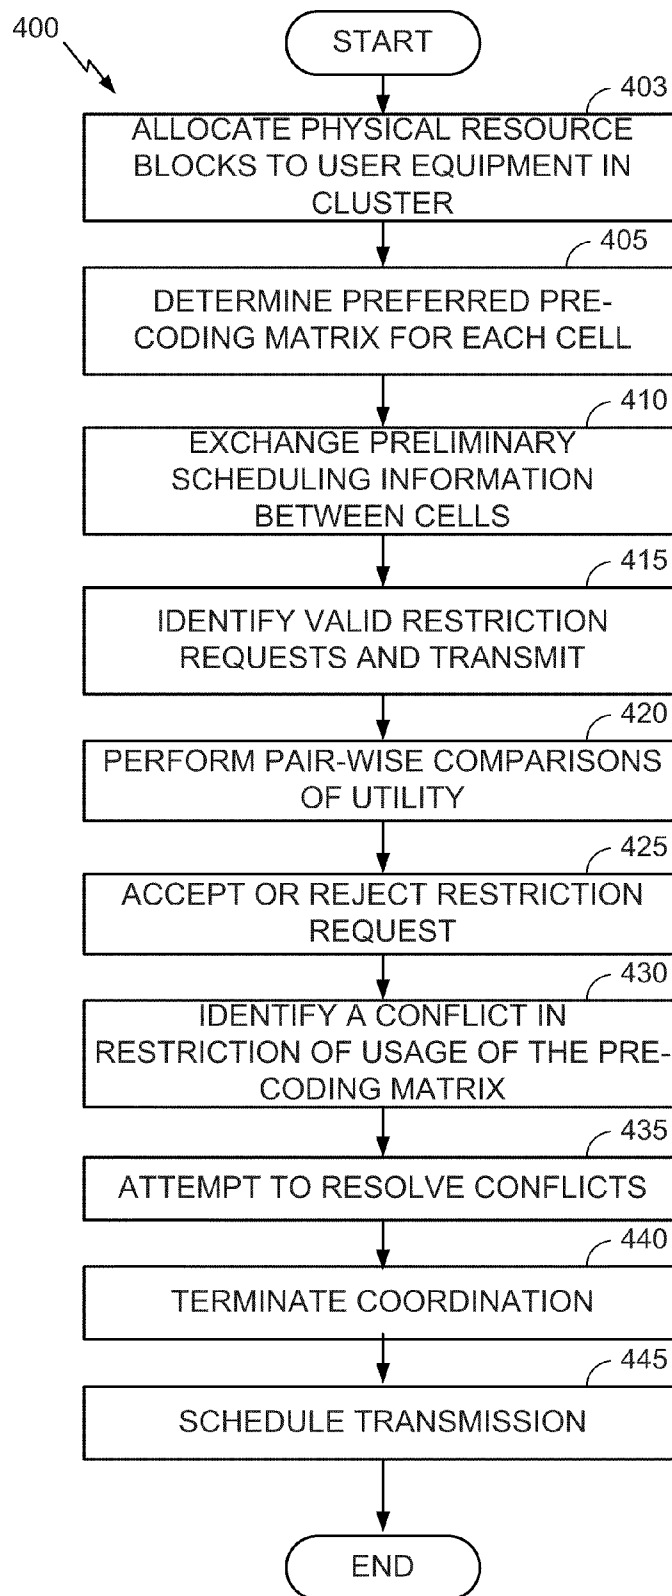 400
START
403
ALLOCATE PHYSICAL RESOURCE
BLOCKS TO USER EQUIPMENT IN
CLUSTER
405
DETERMINE PREFERRED PRE-
CODING MATRIX FOR EACH CELL
410
EXCHANGE PRELIMINARY
SCHEDULING INFORMATION
BETWEEN CELLS
415
IDENTIFY VALID RESTRICTION
REQUESTS AND TRANSMIT
420
PERFORM PAIR-WISE COMPARISONS
OF UTILITY
425
ACCEPT OR REJECT RESTRICTION
REQUEST
430
IDENTIFY A CONFLICT IN
RESTRICTION OF USAGE OF THE PRE-
CODING MATRIX
435
ATTEMPT TO RESOLVE CONFLICTS
440
TERMINATE COORDINATION
445
SCHEDULE TRANSMISSION
END